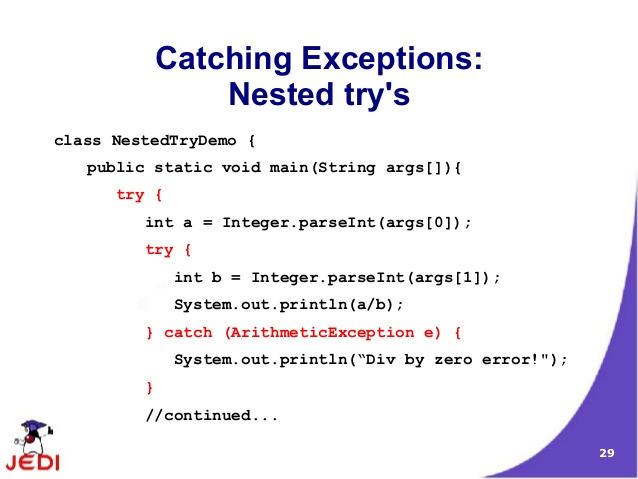 Catching Exceptions:
Nested try's
class NestedTryDemo {
public static void main(String args[]){
try {
int a = Integer.parseInt(args[0]);
try {
int b = Integer.parseInt(args[1]);
System.out.println(a/b);
} catch (ArithmeticException e) {
System.out.println(“Div by zero error!");
}
//continued...
29
JEDI